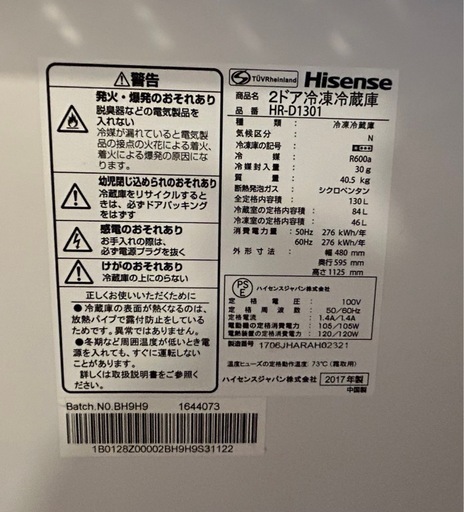 警告
発火・爆発のおそれあり
脱臭器などの電気製品
を入れない
冷媒が漏れていると電気製
品の接点の火花による着
火、着火による爆発の原因に
なります。
幼児閉じ込められのおそれあり
冷蔵庫をリサイクルすると
きは、必ずドアパッキング
をはずす
感電のおそれあり
お手入れの際は、
必ず電源プラグを抜く
けがのおそれあり
冷蔵庫の上にのらない
正しくお使いいただくために
●冷蔵庫の表面が熱くなるのは、
放熱パイプで露付防止をしている
ためです。異常ではありません。
●冬期など周囲温度が低いとき電
源を入れても、すぐに運転しない
ことがあります。
詳しくは取扱説明書をご覧ください。
TÜVRheinland
Hisense
品名 2ドア冷凍冷蔵庫
品番 HR-D1301
種類 冷凍冷蔵庫
気候区分 N
冷凍庫の記号
冷媒 R600a
冷媒封入量 30g
質量 40.5 kg
断熱発泡ガス シクロペンタン
全定格内容積: 130L
冷蔵室の定格内容積: 84L
冷凍室の定格内容積: 46L
消費電力量: 50Hz 276 kWh/年
60Hz 276 kWh/年
外形寸法: 幅 480 mm
奥行 595 mm
高さ 1125 mm
PS
E
ハイセンスジャパン株式会社
定格電圧: 100V
定格周波数: 50/60Hz
定格電流: 1.4A/1.4A
電動機の定格消費電力: 105/105W
電熱装置の定格消費電力: 120/120W
製造番号: 1706JHARAH02321
温度ヒューズの定格動作温度 73℃(霜取用)
ハイセンスジャパン株式会社
2017年製
中国製
Batch.NO.BH9H9 1644073
1B0128Z00002BH9H9S31122